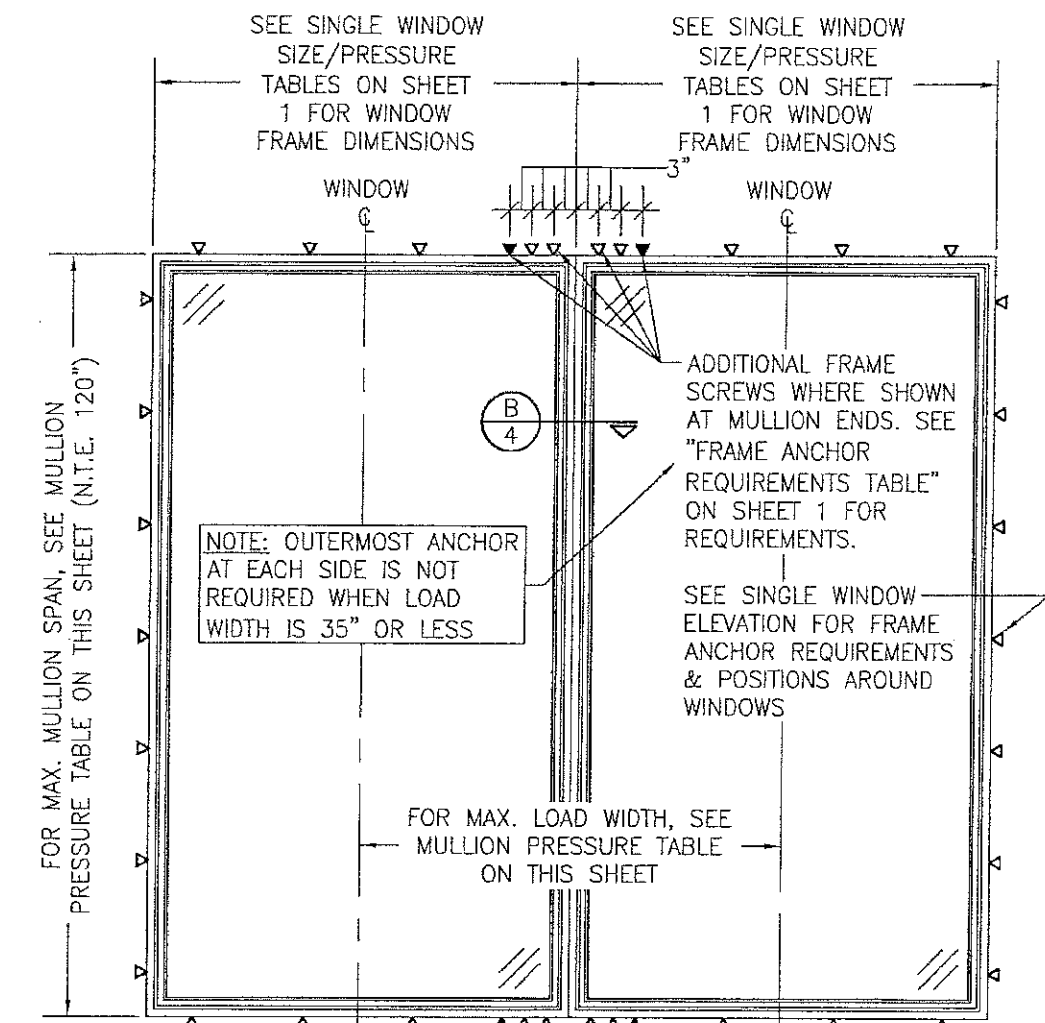 SEE SINGLE WINDOW
SIZE/PRESSURE
TABLES ON SHEET
1 FOR WINDOW
FRAME DIMENSIONS
SEE SINGLE WINDOW
SIZE/PRESSURE
TABLES ON SHEET
1 FOR WINDOW
FRAME DIMENSIONS
3"
WINDOW
℄
WINDOW
℄
FOR MAX. MULLION SPAN, SEE MULLION
PRESSURE TABLE ON THIS SHEET (N.T.E. 120")
B
4
ADDITIONAL FRAME
SCREWS WHERE SHOWN
AT MULLION ENDS. SEE
"FRAME ANCHOR
REQUIREMENTS TABLE"
ON SHEET 1 FOR
REQUIREMENTS.
NOTE: OUTERMOST ANCHOR
AT EACH SIDE IS NOT
REQUIRED WHEN LOAD
WIDTH IS 35" OR LESS
SEE SINGLE WINDOW
ELEVATION FOR FRAME
ANCHOR REQUIREMENTS
& POSITIONS AROUND
WINDOWS
FOR MAX. LOAD WIDTH, SEE
MULLION PRESSURE TABLE
ON THIS SHEET